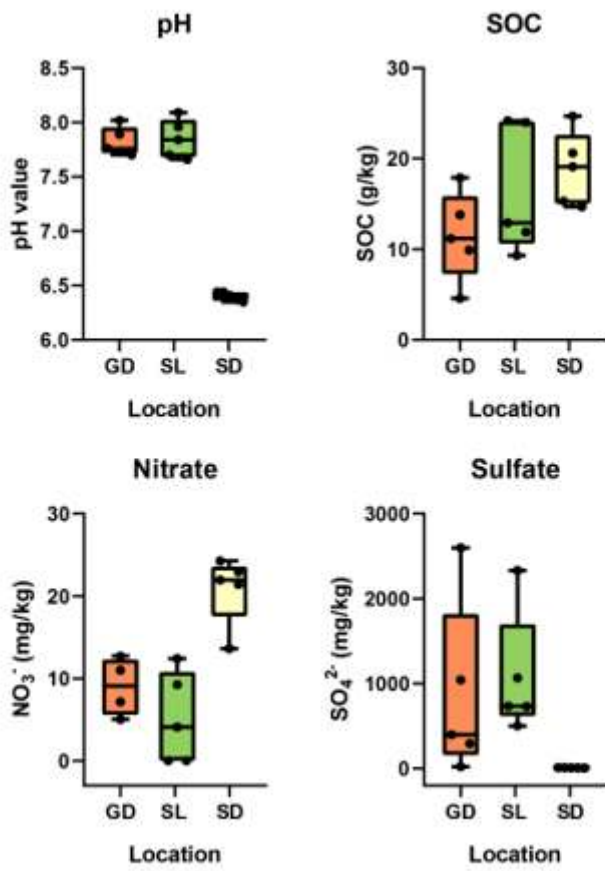 pH
pH value
8.5
8.0
7.5
7.0
6.5
6.0
GD SL SD
Location
SOC
SOC (g/kg)
30
20
10
0
GD SL SD
Location
Nitrate
NO₃⁻ (mg/kg)
30
20
10
0
GD SL SD
Location
Sulfate
SO₄²⁻ (mg/kg)
3000
2000
1000
0
GD SL SD
Location